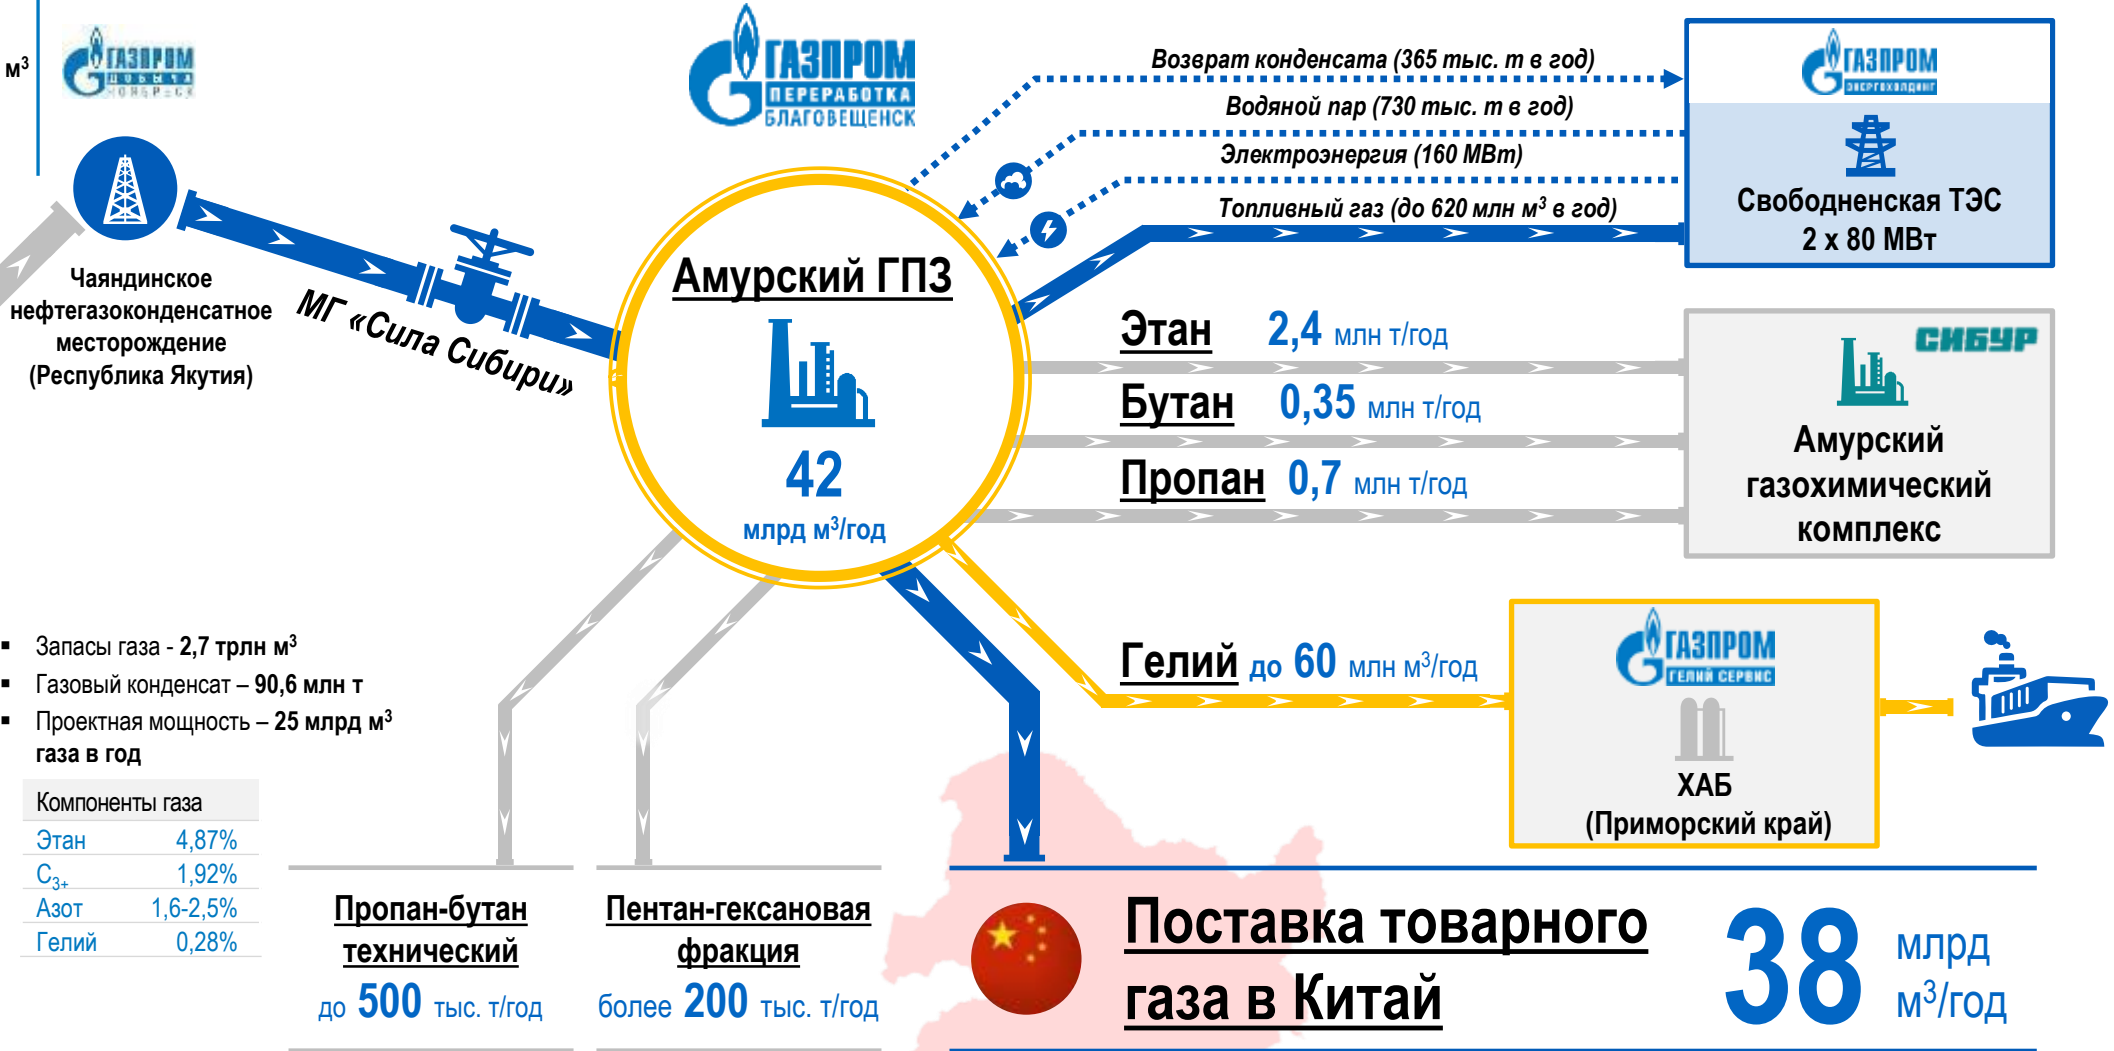 м³
ГАЗПРОМ
ДОБЫЧА
НОЯБРЬСК
ГАЗПРОМ
ПЕРЕРАБОТКА
БЛАГОВЕЩЕНСК
Возврат конденсата (365 тыс. т в год)
Водяной пар (730 тыс. т в год)
Электроэнергия (160 МВт)
Топливный газ (до 620 млн м³ в год)
ГАЗПРОМ
ЭНЕРГОХОЛДИНГ
Свободненская ТЭС
2 x 80 МВт
Чаяндинское
нефтегазоконденсатное
месторождение
(Республика Якутия)
МГ «Сила Сибири»
Амурский ГПЗ
42
млрд м³/год
Этан 2,4 млн т/год
Бутан 0,35 млн т/год
Пропан 0,7 млн т/год
СИБУР
Амурский
газохимический
комплекс
Гелий до 60 млн м³/год
ГАЗПРОМ
ГЕЛИЙ СЕРВИС
ХАБ
(Приморский край)
▪ Запасы газа - 2,7 трлн м³
▪ Газовый конденсат – 90,6 млн т
▪ Проектная мощность – 25 млрд м³
газа в год
Компоненты газа
Этан 4,87%
C₃₊ 1,92%
Азот 1,6-2,5%
Гелий 0,28%
Пропан-бутан
технический
до 500 тыс. т/год
Пентан-гексановая
фракция
более 200 тыс. т/год
Поставка товарного
газа в Китай
38 млрд
м³/год